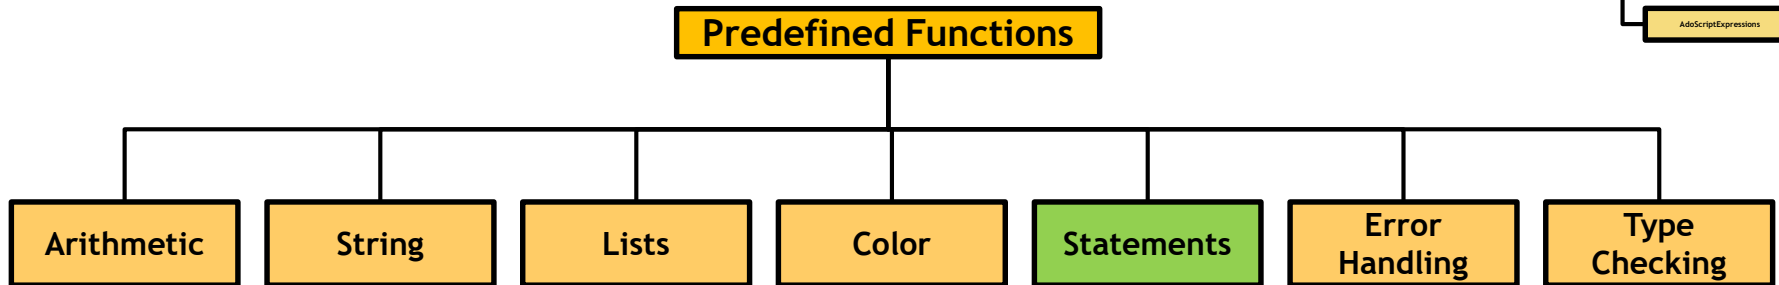 AdoScriptExpressions
Predefined Functions
Arithmetic
String
Lists
Color
Statements
Error
Handling
Type
Checking